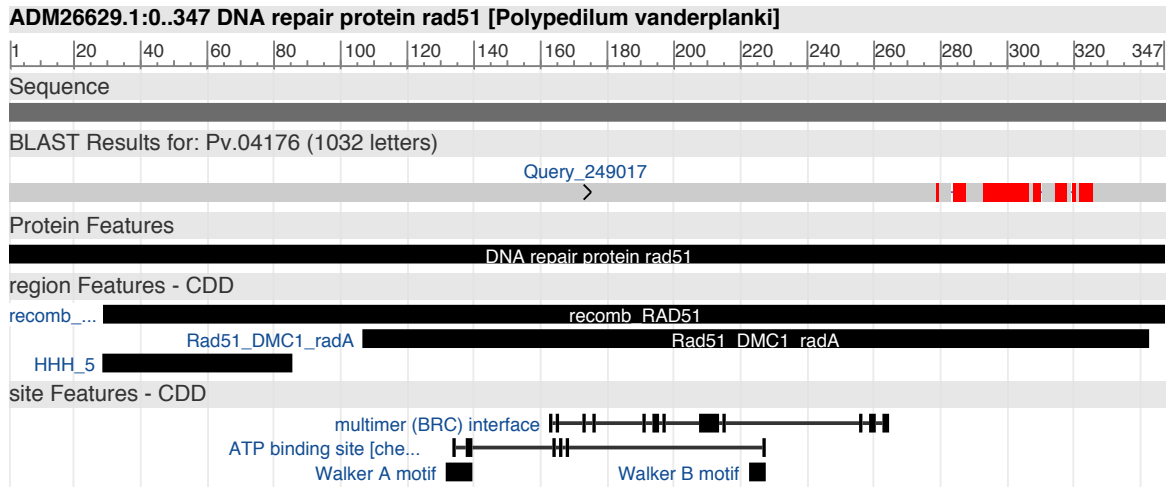 ADM26629.1:0..347 DNA repair protein rad51 [Polypedilum vanderplanki]
1 20 40 60 80 100 120 140 160 180 200 220 240 260 280 300 320 347
Sequence
BLAST Results for: Pv.04176 (1032 letters)
Query_249017
Protein Features
DNA repair protein rad51
region Features - CDD
recomb_... recomb_RAD51
Rad51_DMC1_radA Rad51_DMC1_radA
HHH_5
site Features - CDD
multimer (BRC) interface
ATP binding site [che...
Walker A motif Walker B motif